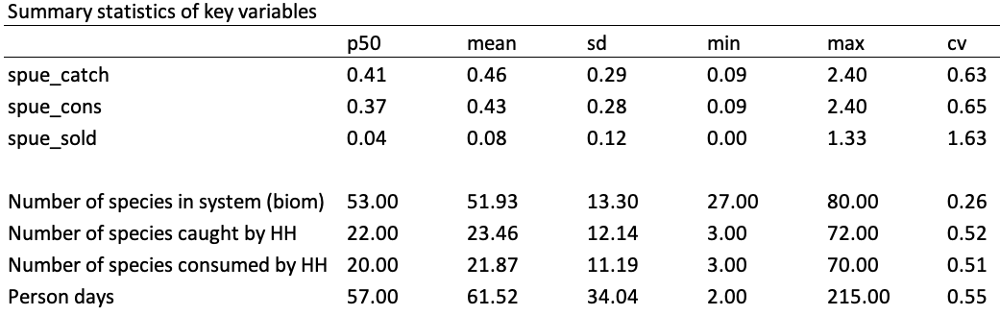 Summary statistics of key variables
p50 mean sd min max cv
spue_catch 0.41 0.46 0.29 0.09 2.40 0.63
spue_cons 0.37 0.43 0.28 0.09 2.40 0.65
spue_sold 0.04 0.08 0.12 0.00 1.33 1.63
Number of species in system (biom) 53.00 51.93 13.30 27.00 80.00 0.26
Number of species caught by HH 22.00 23.46 12.14 3.00 72.00 0.52
Number of species consumed by HH 20.00 21.87 11.19 3.00 70.00 0.51
Person days 57.00 61.52 34.04 2.00 215.00 0.55